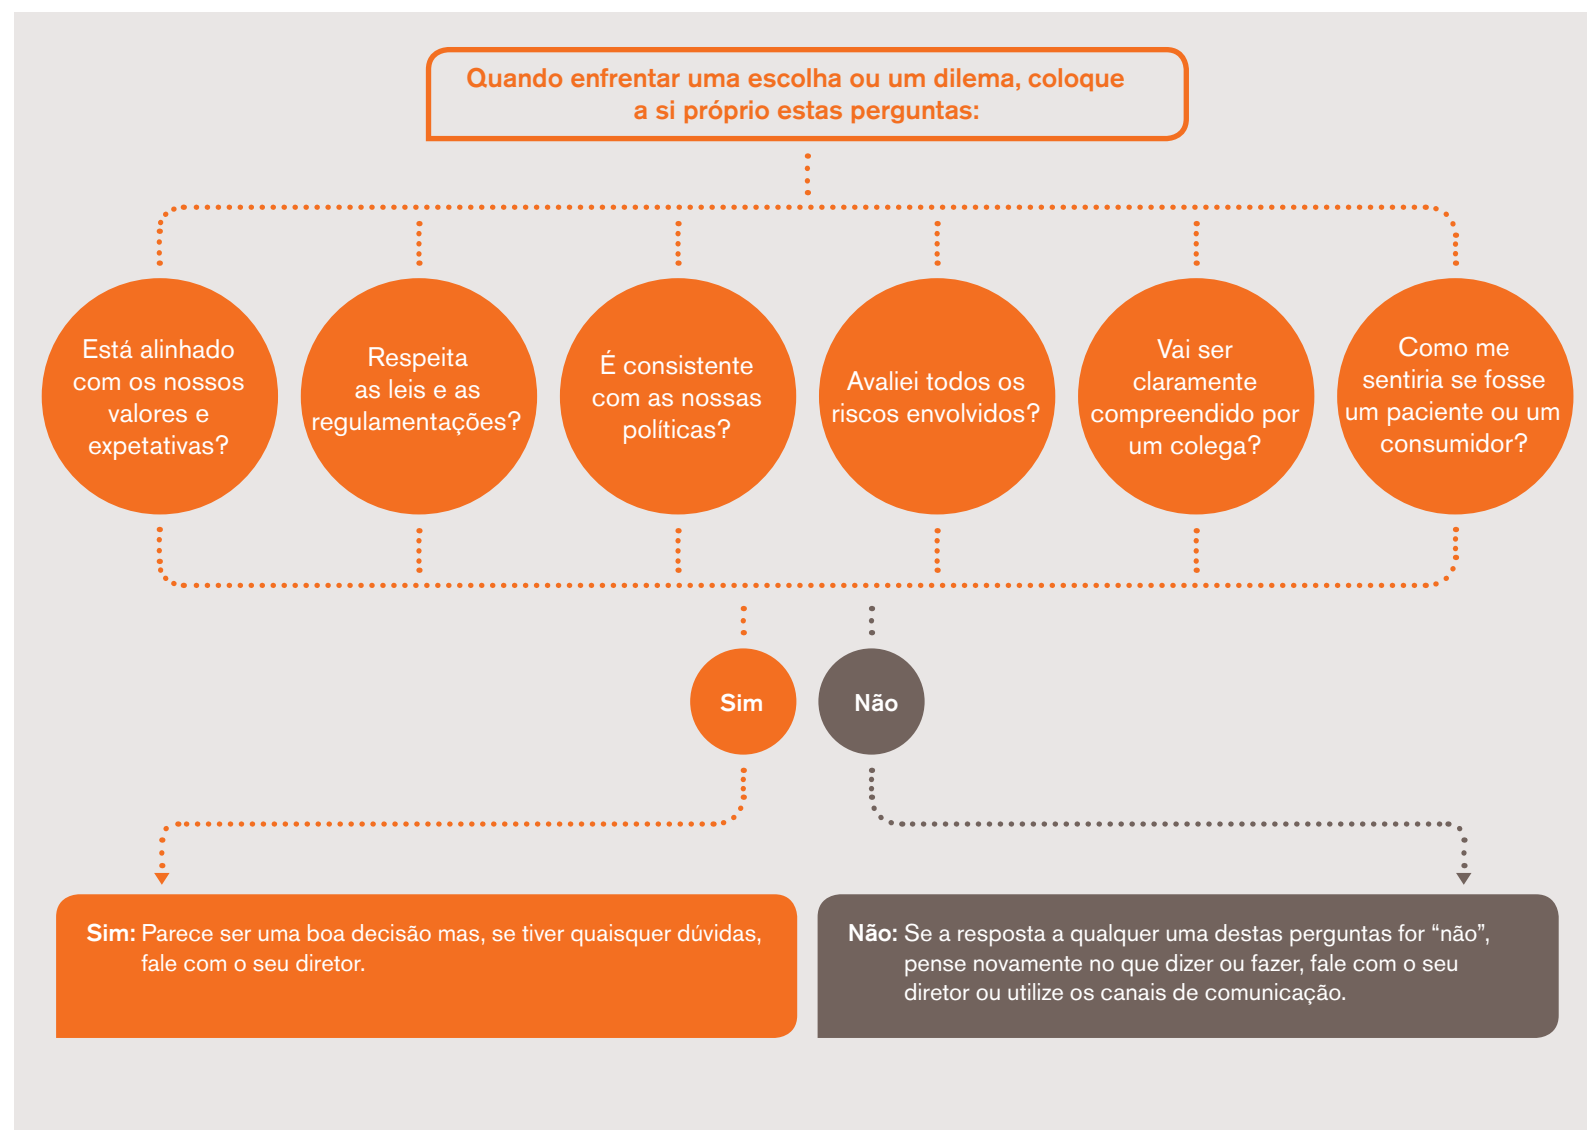 Quando enfrentar uma escolha ou um dilema, coloque
a si próprio estas perguntas:
Está alinhado
com os nossos
valores e
expetativas?
Respeita
as leis e as
regulamentações?
É consistente
com as nossas
políticas?
Avaliei todos os
riscos envolvidos?
Vai ser
claramente
compreendido por
um colega?
Como me
sentiria se fosse
um paciente ou um
consumidor?
Sim
Não
Sim: Parece ser uma boa decisão mas, se tiver quaisquer dúvidas,
fale com o seu diretor.
Não: Se a resposta a qualquer uma destas perguntas for “não”,
pense novamente no que dizer ou fazer, fale com o seu
diretor ou utilize os canais de comunicação.